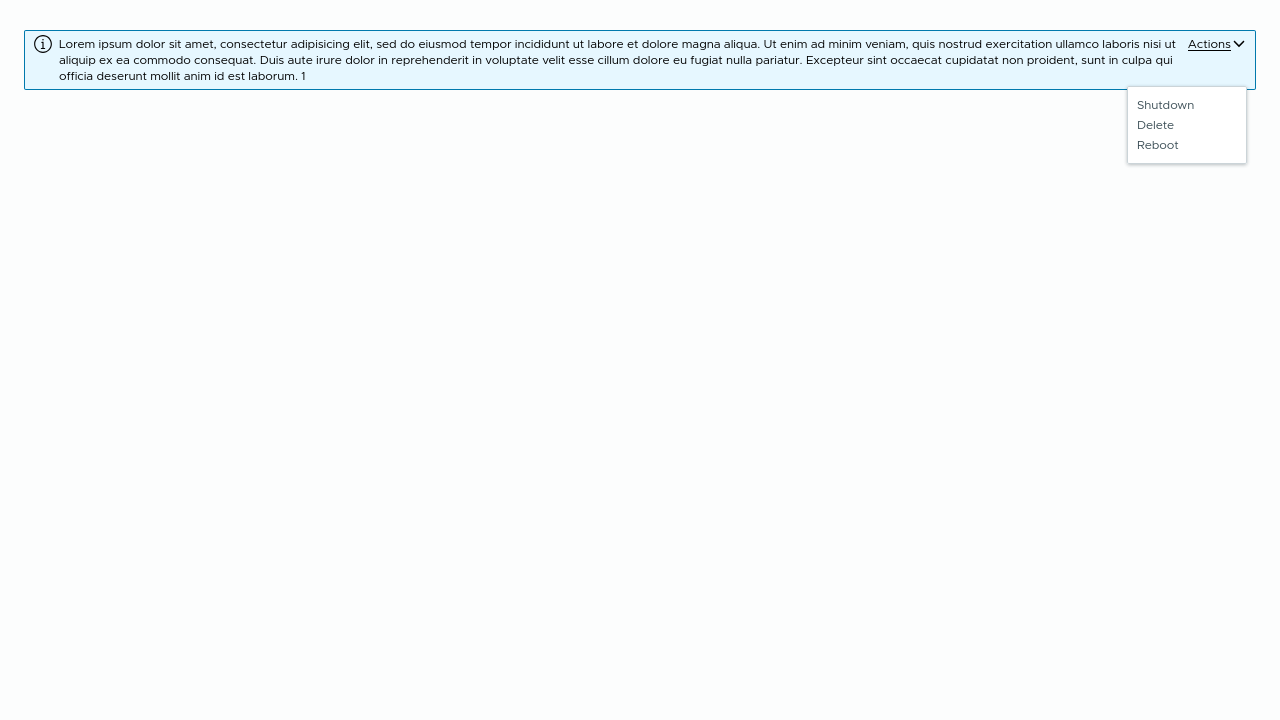 Lorem ipsum dolor sit amet, consectetur adipisicing elit, sed do eiusmod tempor incididunt ut labore et dolore magna aliqua. Ut enim ad minim veniam, quis nostrud exercitation ullamco laboris nisi ut
aliquip ex ea commodo consequat. Duis aute irure dolor in reprehenderit in voluptate velit esse cillum dolore eu fugiat nulla pariatur. Excepteur sint occaecat cupidatat non proident, sunt in culpa qui
officia deserunt mollit anim id est laborum. 1
Actions
Shutdown
Delete
Reboot